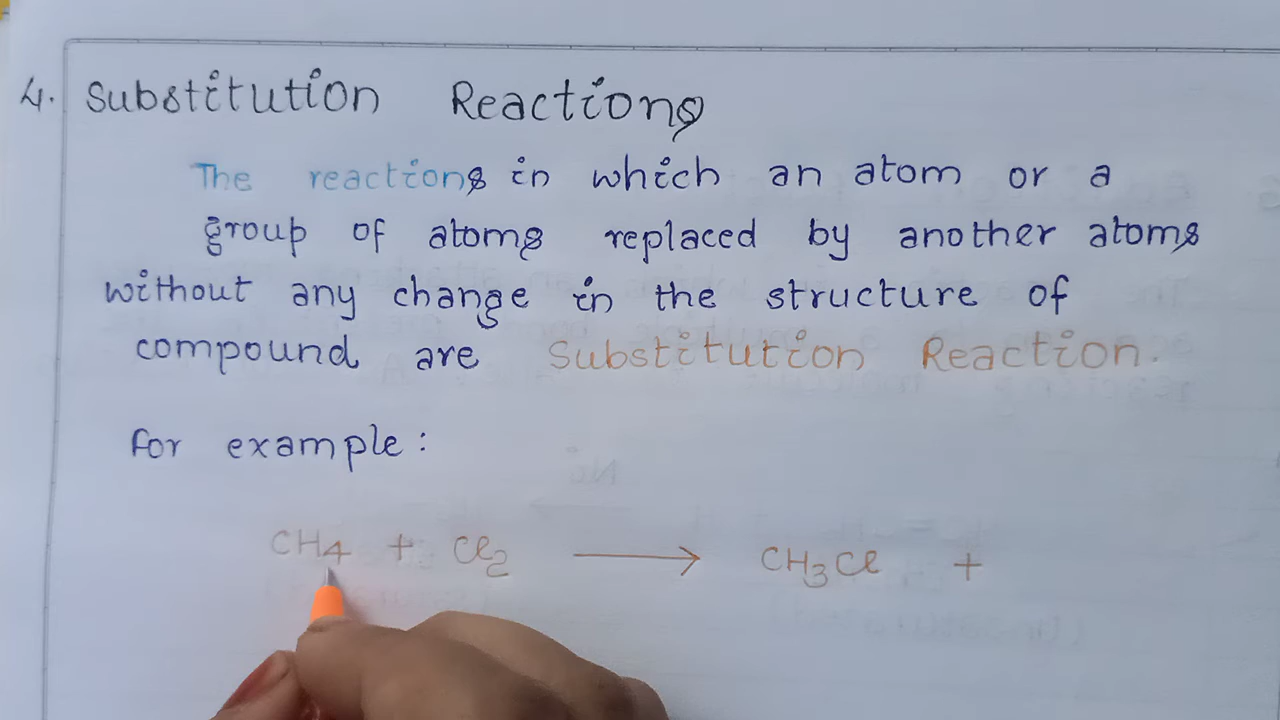 4. Substitution Reactions
The reactions in which an atom or a
group of atoms replaced by another atoms
without any change in the structure of
compound are Substitution Reaction.
For example:
CH4 + Cl2 ⟶ CH3Cl +